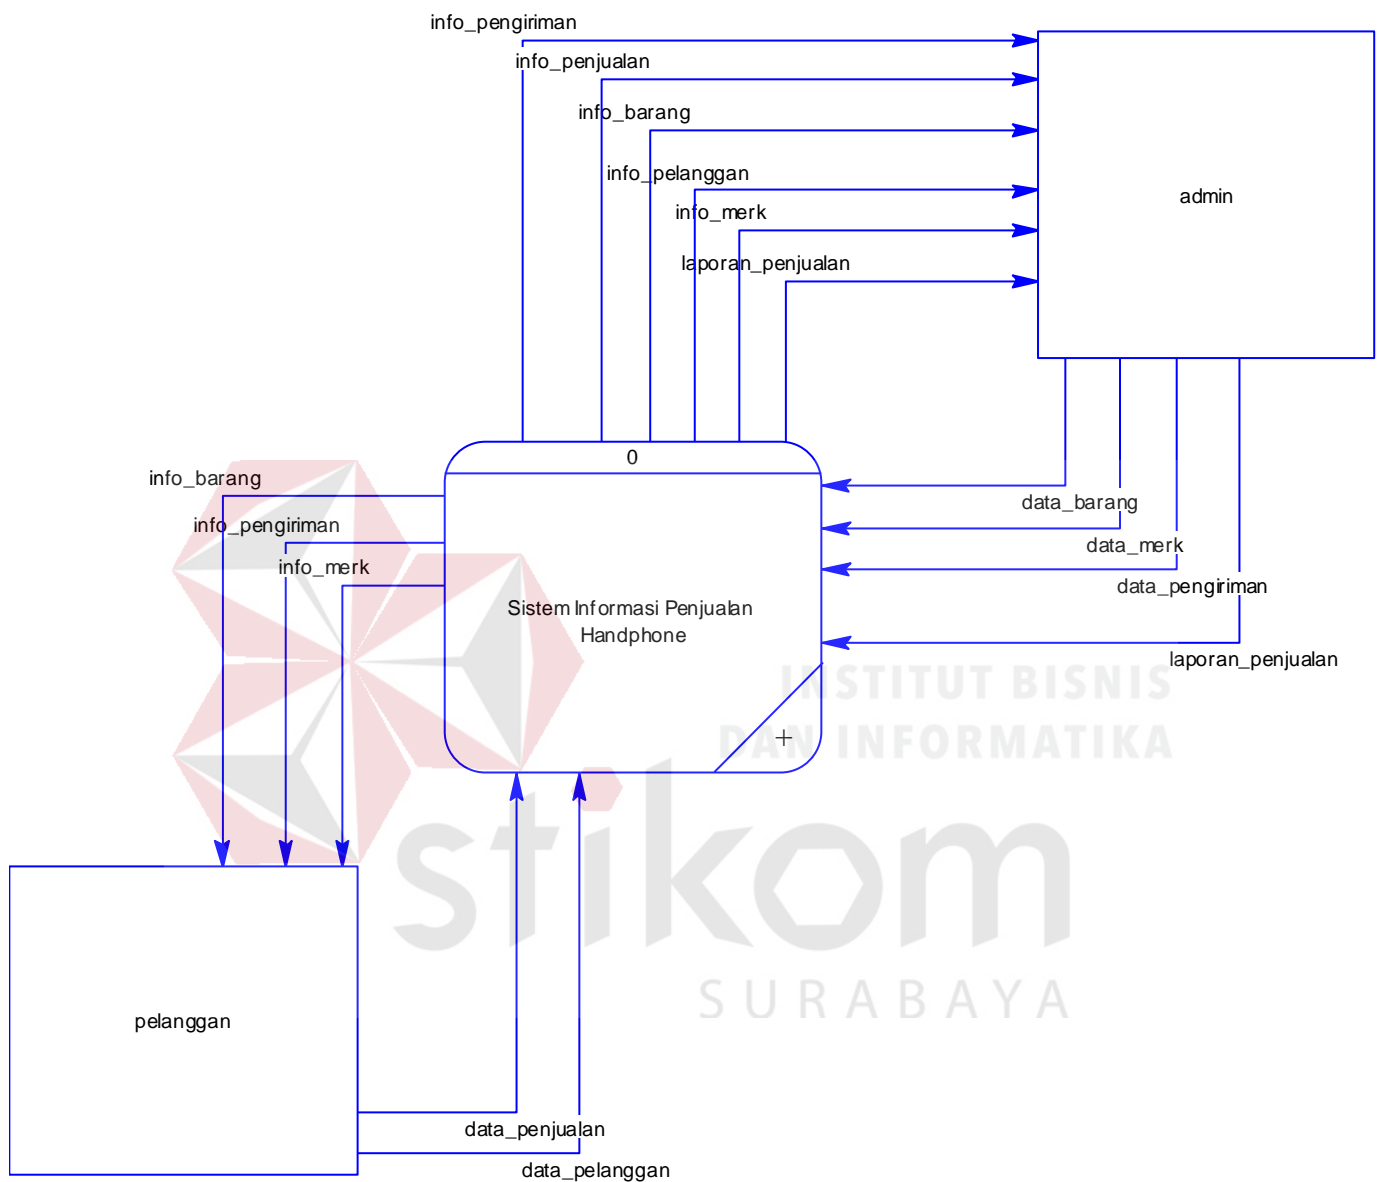 info_pengiriman
info_penjualan
info_barang
info_pelanggan
info_merk
laporan_penjualan
admin
0
info_barang
info_pengiriman
info_merk
data_barang
data_merk
data_pengiriman
laporan_penjualan
Sistem Informasi Penjualan
Handphone
+
INSTITUT BISNIS
DAN INFORMATIKA
stikom
SURABAYA
pelanggan
data_penjualan
data_pelanggan